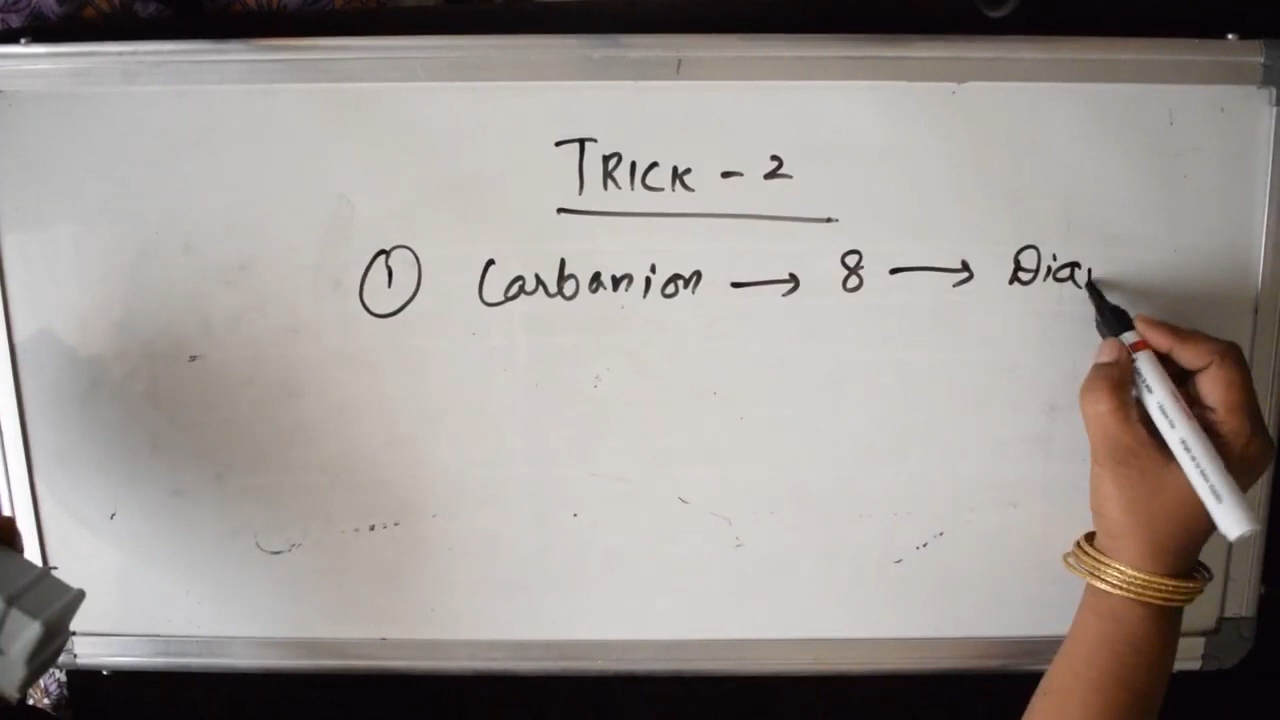 TRICK - 2
① Carbanion → 8 → Dia